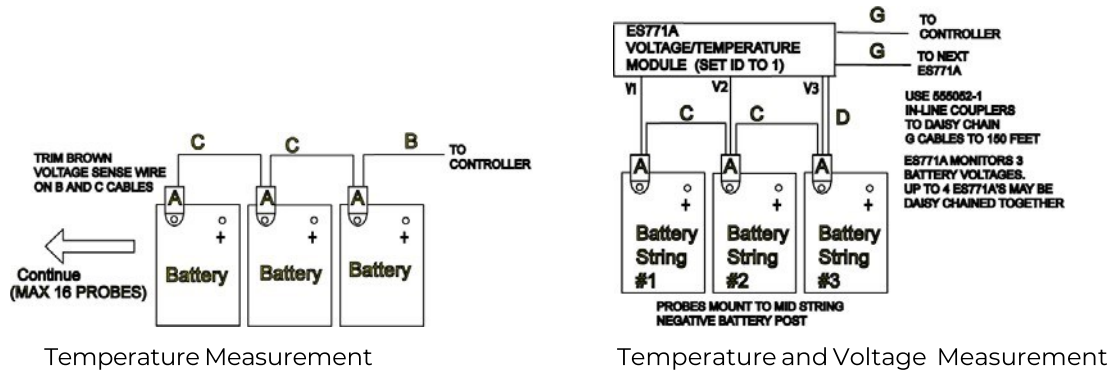 C
C
B
TRIM BROWN
VOLTAGE SENSE WIRE
ON B AND C CABLES
TO
CONTROLLER
A
A
A
+
+
+
Battery
Battery
Battery
Continue
(MAX 16 PROBES)
Temperature Measurement
ES771A
VOLTAGE/TEMPERATURE
MODULE (SET ID TO 1)
G
TO
CONTROLLER
G
TO NEXT
ES771A
V1
V2
V3
C
C
D
USE 555052-1
IN-LINE COUPLERS
TO DAISY CHAIN
G CABLES TO 150 FEET
ES771A MONITORS 3
BATTERY VOLTAGES.
UP TO 4 ES771A'S MAY BE
DAISY CHAINED TOGETHER
A
A
A
+
+
+
Battery
String
#1
Battery
String
#2
Battery
String
#3
PROBES MOUNT TO MID STRING
NEGATIVE BATTERY POST
Temperature and Voltage Measurement